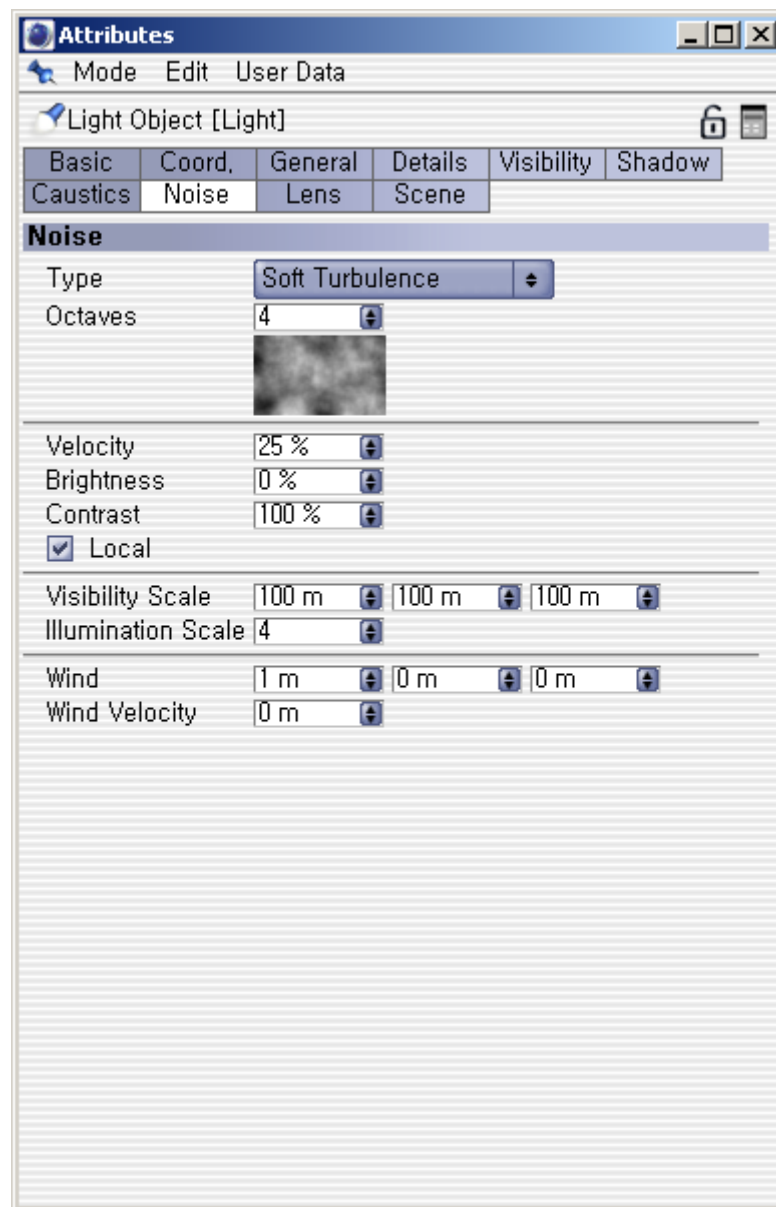 Attributes
Mode Edit User Data
Light Object [Light]
Basic Coord. General Details Visibility Shadow
Caustics Noise Lens Scene
Noise
Type Soft Turbulence
Octaves 4
Velocity 25 %
Brightness 0 %
Contrast 100 %
Local
Visibility Scale 100 m 100 m 100 m
Illumination Scale 4
Wind 1 m 0 m 0 m
Wind Velocity 0 m